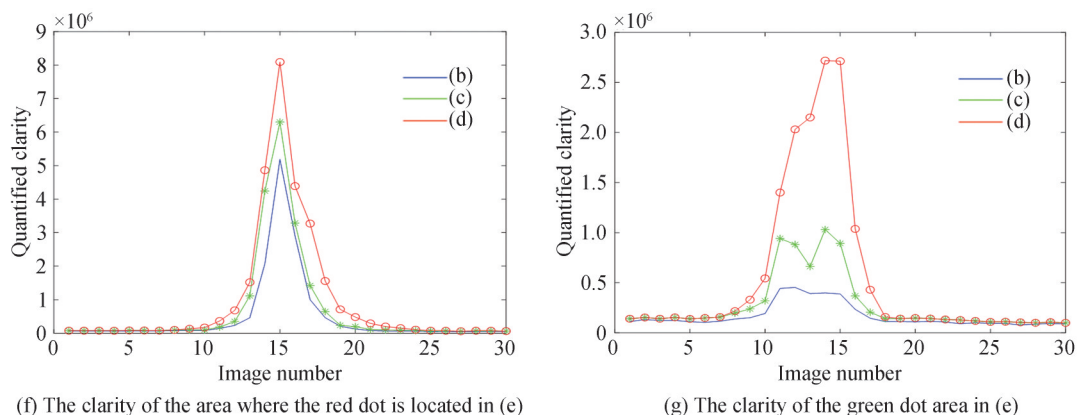 ×10⁶
9
8
7
6
5
4
3
2
1
0
Quantified clarity
(b)
(c)
(d)
0 5 10 15 20 25 30
Image number
(f) The clarity of the area where the red dot is located in (e)
×10⁶
3.0
2.5
2.0
1.5
1.0
0.5
0
Quantified clarity
(b)
(c)
(d)
0 5 10 15 20 25 30
Image number
(g) The clarity of the green dot area in (e)